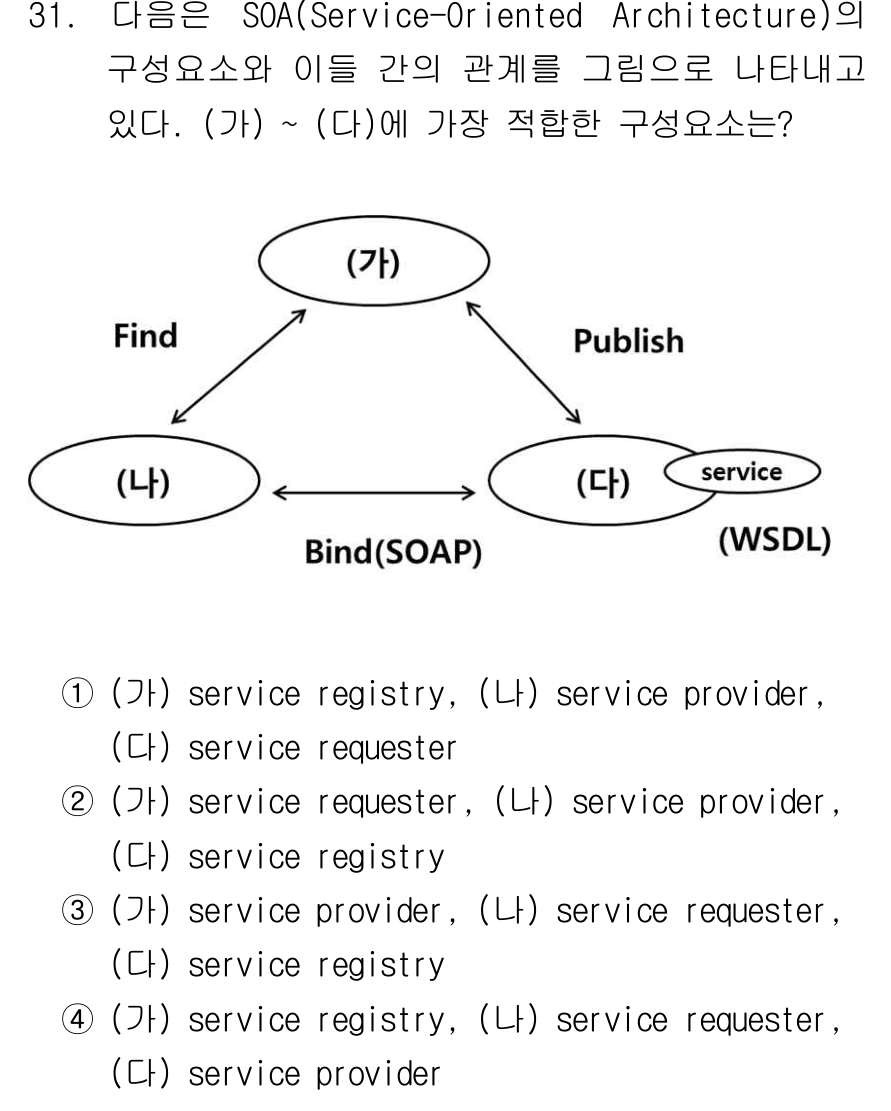 31. 다음은 SOA(Service-Oriented Architecture)의
구성요소와 이들 간의 관계를 그림으로 나타내고
있다. (가) ~ (다)에 가장 적합한 구성요소는?
(가)
Find
Publish
(나)
(다)
service
Bind(SOAP)
(WSDL)
① (가) service registry, (나) service provider,
(다) service requester
② (가) service requester, (나) service provider,
(다) service registry
③ (가) service provider, (나) service requester,
(다) service registry
④ (가) service registry, (나) service requester,
(다) service provider